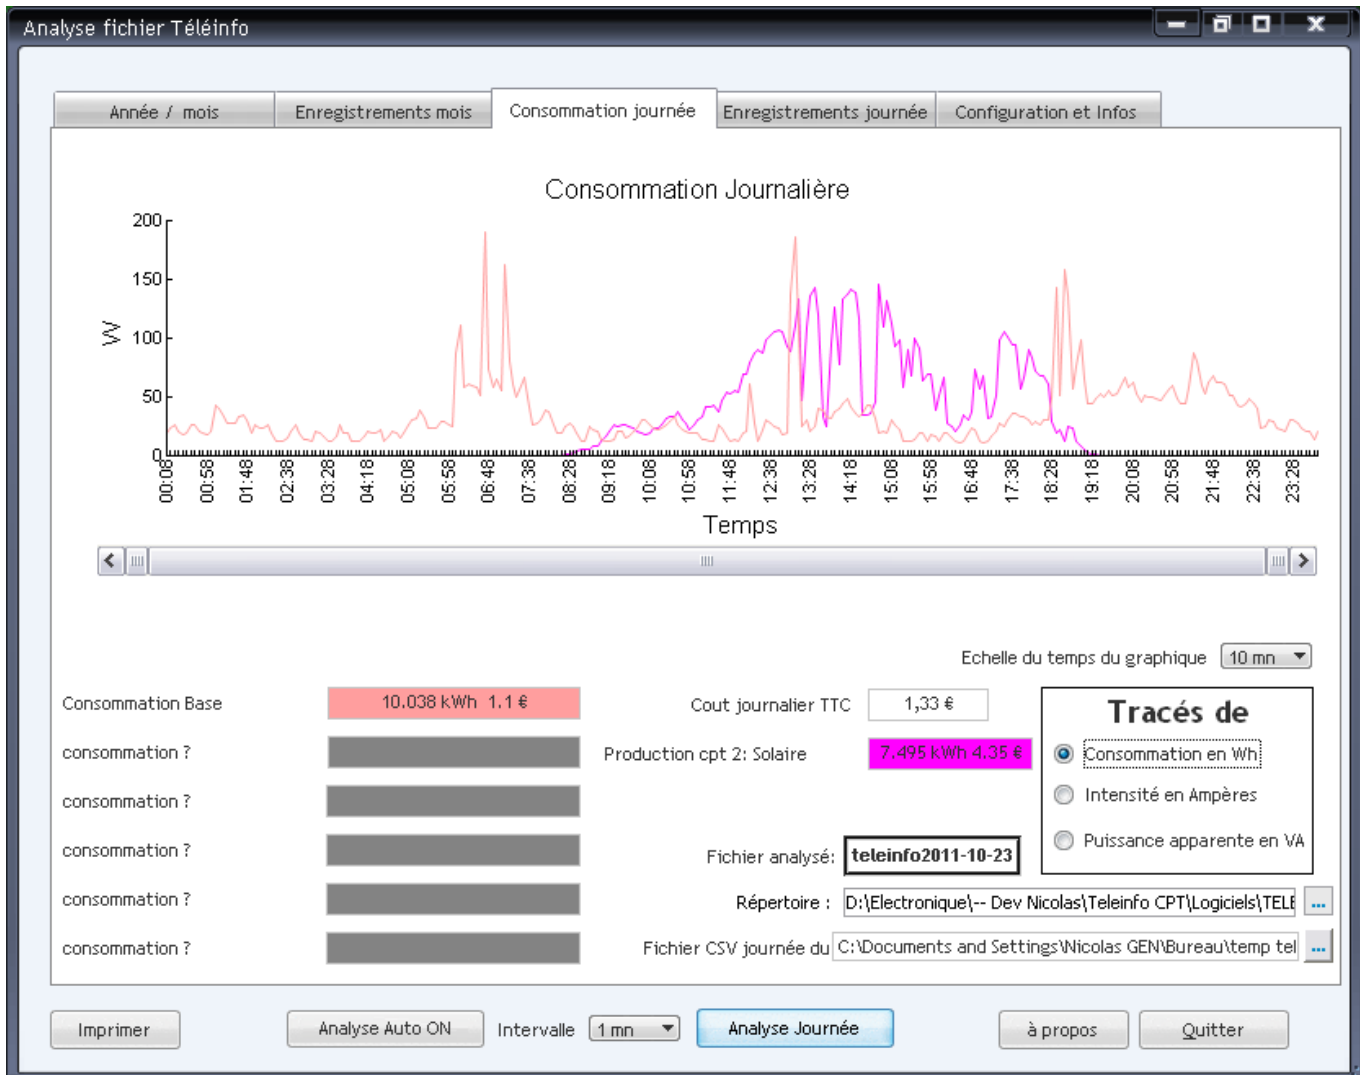 Analyse fichier Téléinfo
Année / mois
Enregistrements mois
Consommation journée
Enregistrements journée
Configuration et Infos
Consommation Journalière
200
150
W
100
50
0
00:08 00:58 01:48 02:38 03:28 04:18 05:08 05:58 06:48 07:38 08:28 09:18 10:08 10:58 11:48 12:38 13:28 14:18 15:08 15:58 16:48 17:38 18:28 19:18 20:08 20:58 21:48 22:38 23:28
Temps
Echelle du temps du graphique 10 mn
Consommation Base 10.038 kWh 1.1 € Cout journalier TTC 1,33 €
Tracés de
consommation ? Production cpt 2: Solaire 7.495 kWh 4.35 €
Consommation en Wh
consommation ?
Intensité en Ampères
consommation ? Fichier analysé: teleinfo2011-10-23
Puissance apparente en VA
consommation ? Répertoire : D:\Electronique\-- Dev Nicolas\Teleinfo CPT\Logiciels\TELE ...
consommation ? Fichier CSV journée du C:\Documents and Settings\Nicolas GEN\Bureau\temp tel ...
Imprimer Analyse Auto ON Intervalle 1 mn Analyse Journée à propos Quitter